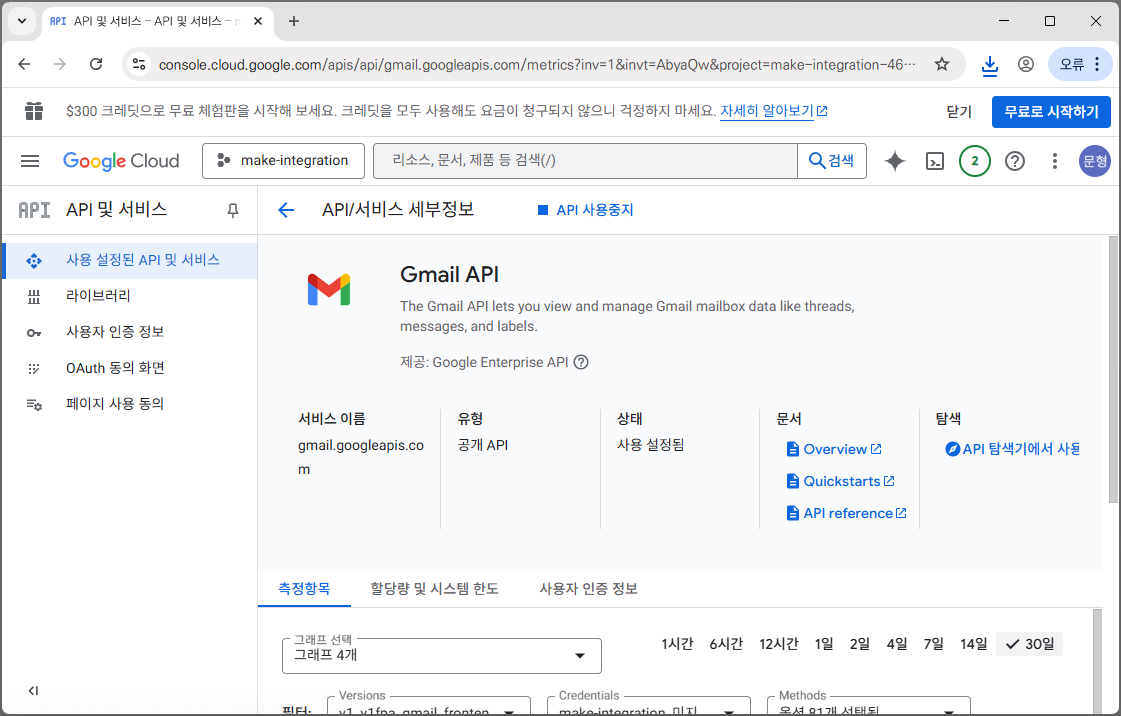 API API 및 서비스 – API 및 서비스 –
console.cloud.google.com/apis/api/gmail.googleapis.com/metrics?inv=1&invt=AbyaQw&project=make-integration-46…
오류
$300 크레딧으로 무료 체험판을 시작해 보세요. 크레딧을 모두 사용해도 요금이 청구되지 않으니 걱정하지 마세요. 자세히 알아보기
닫기
무료로 시작하기
Google Cloud
make-integration
리소스, 문서, 제품 등 검색(/)
검색
2
문형
API API 및 서비스
API/서비스 세부정보
API 사용중지
사용 설정된 API 및 서비스
라이브러리
사용자 인증 정보
OAuth 동의 화면
페이지 사용 동의
Gmail API
The Gmail API lets you view and manage Gmail mailbox data like threads,
messages, and labels.
제공: Google Enterprise API
서비스 이름
gmail.googleapis.co
m
유형
공개 API
상태
사용 설정됨
문서
Overview
Quickstarts
API reference
탐색
API 탐색기에서 사용
측정항목
할당량 및 시스템 한도
사용자 인증 정보
그래프 선택
그래프 4개
1시간 6시간 12시간 1일 2일 4일 7일 14일 30일
필터:
Versions
v1, v1fpa_gmail_fronten
Credentials
make-integration, 미지
Methods
옵션 81개 선택됨